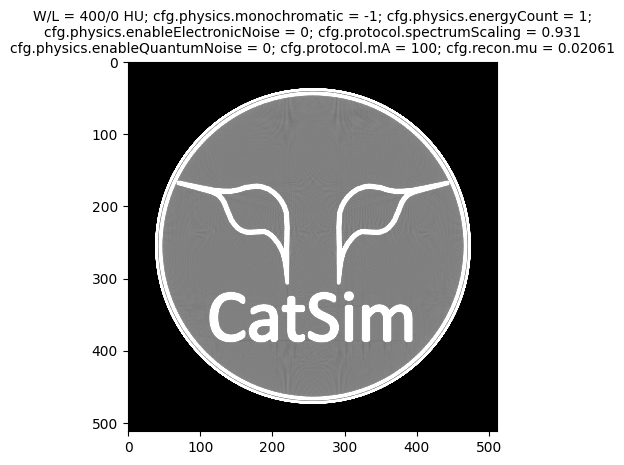 W/L = 400/0 HU; cfg.physics.monochromatic = -1; cfg.physics.energyCount = 1;
cfg.physics.enableElectronicNoise = 0; cfg.protocol.spectrumScaling = 0.931
cfg.physics.enableQuantumNoise = 0; cfg.protocol.mA = 100; cfg.recon.mu = 0.02061
0
100
200
300
400
500
CatSim
0 100 200 300 400 500